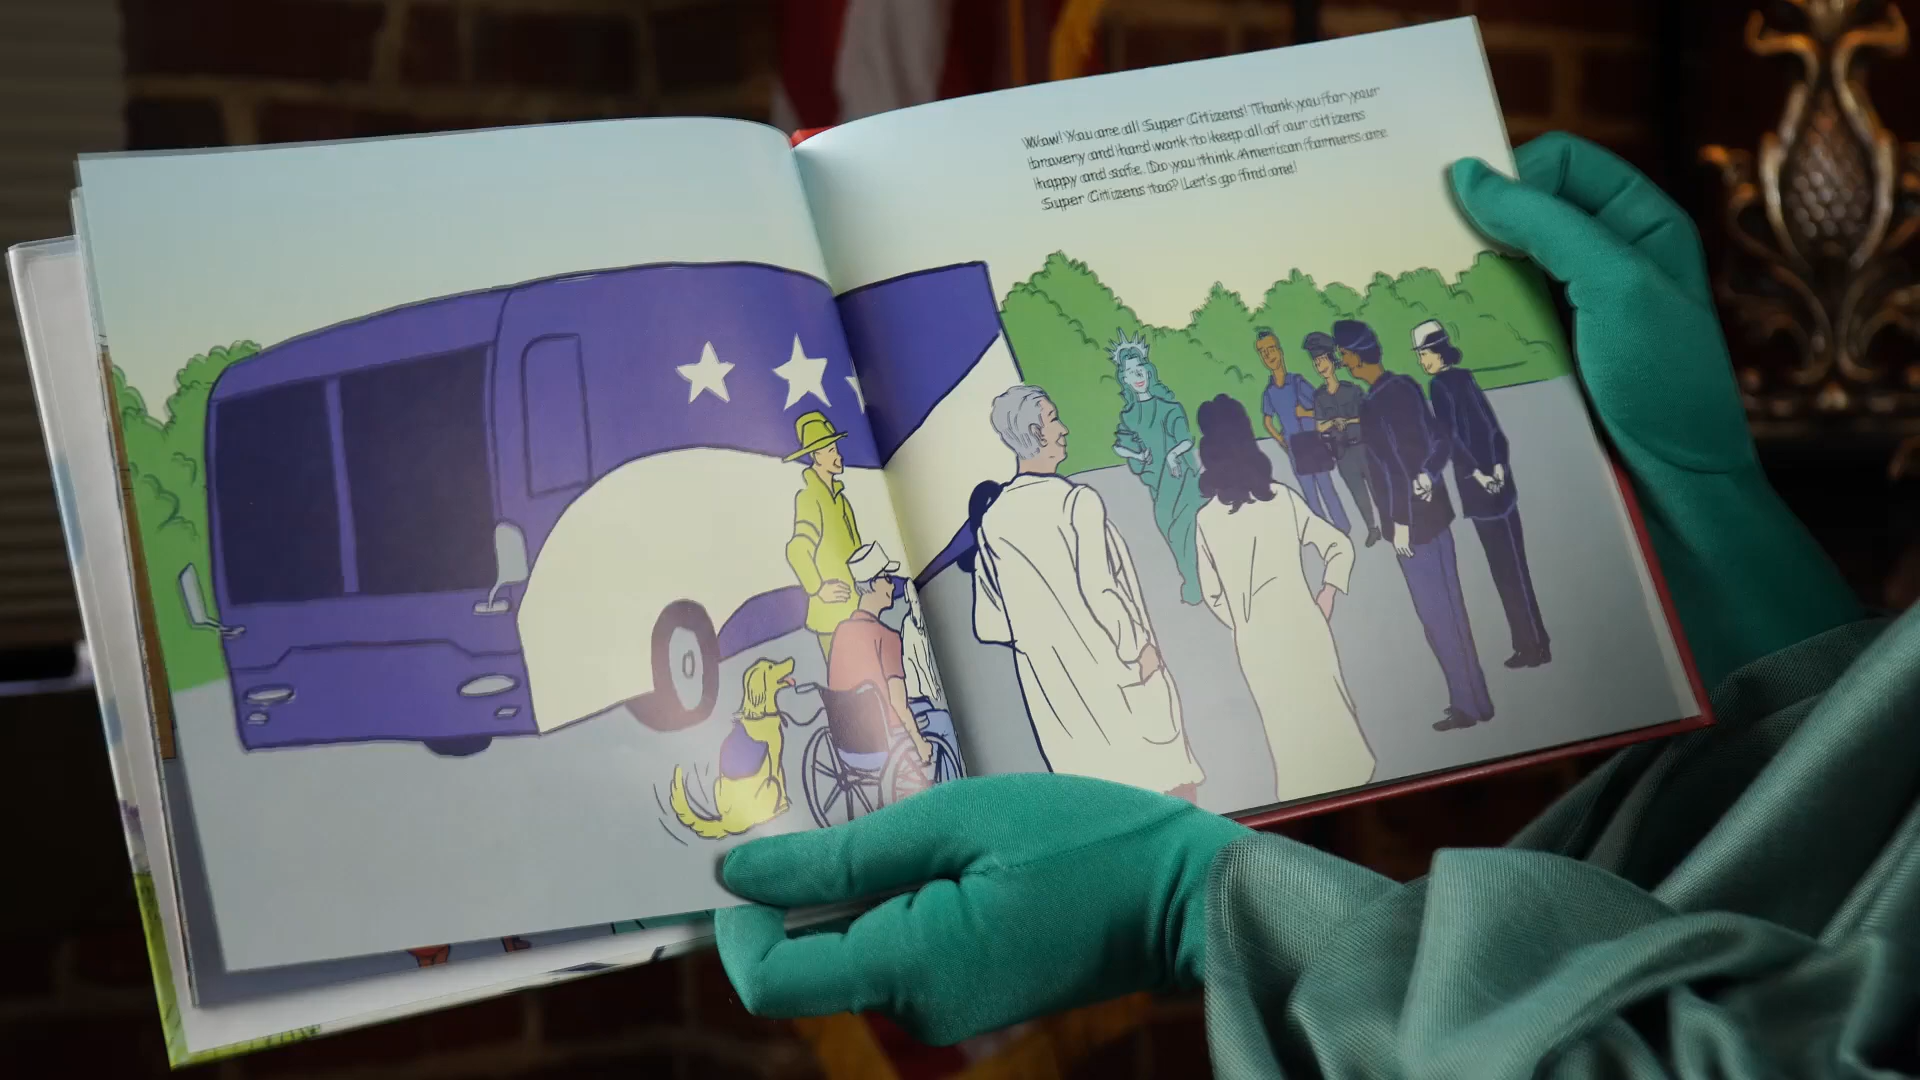 Wow! You are all Super Citizens! Thank you for your
bravery and hard work to keep all of our citizens
happy and safe. Do you think American farmers are
Super Citizens too? Let's go find one!